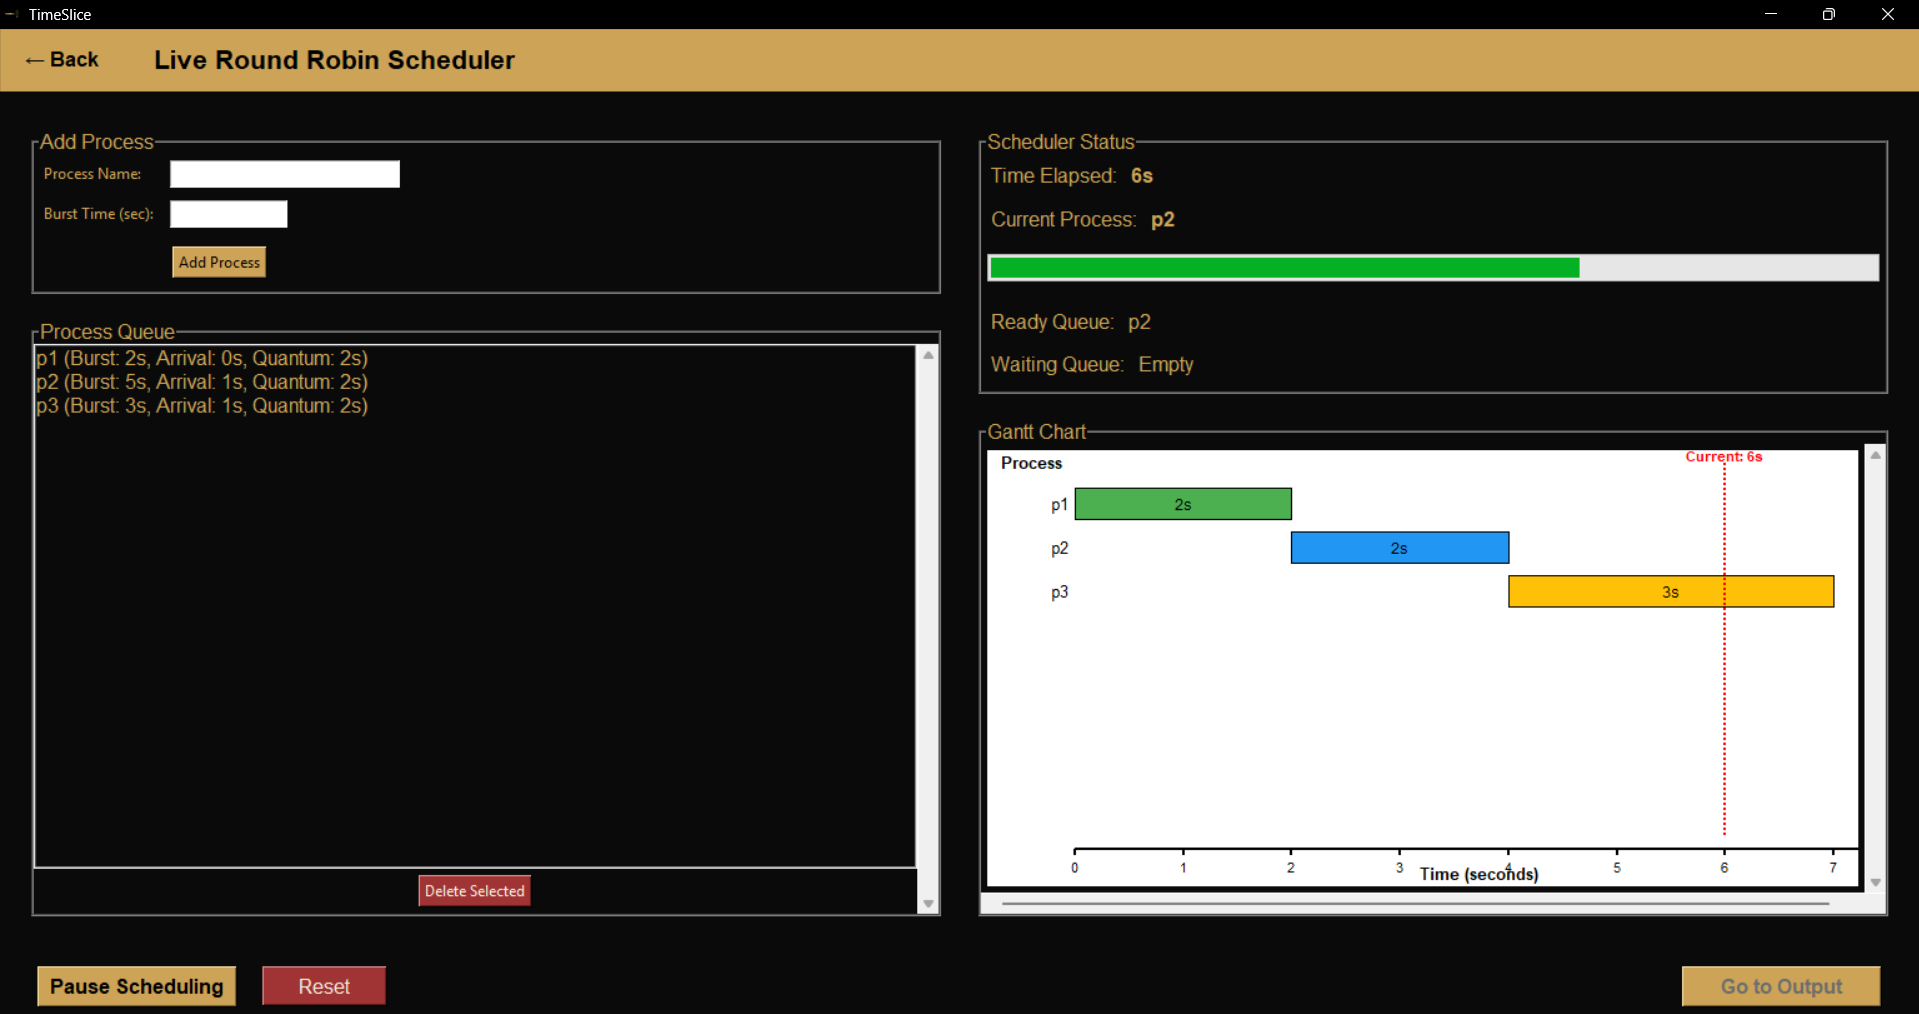 TimeSlice
← Back
Live Round Robin Scheduler
Add Process
Process Name:
Burst Time (sec):
Add Process
Process Queue
p1 (Burst: 2s, Arrival: 0s, Quantum: 2s)
p2 (Burst: 5s, Arrival: 1s, Quantum: 2s)
p3 (Burst: 3s, Arrival: 1s, Quantum: 2s)
Delete Selected
Scheduler Status
Time Elapsed: 6s
Current Process: p2
Ready Queue: p2
Waiting Queue: Empty
Gantt Chart
Process
Current: 6s
p1 2s
p2 2s
p3 3s
0 1 2 3 4 5 6 7
Time (seconds)
Pause Scheduling
Reset
Go to Output